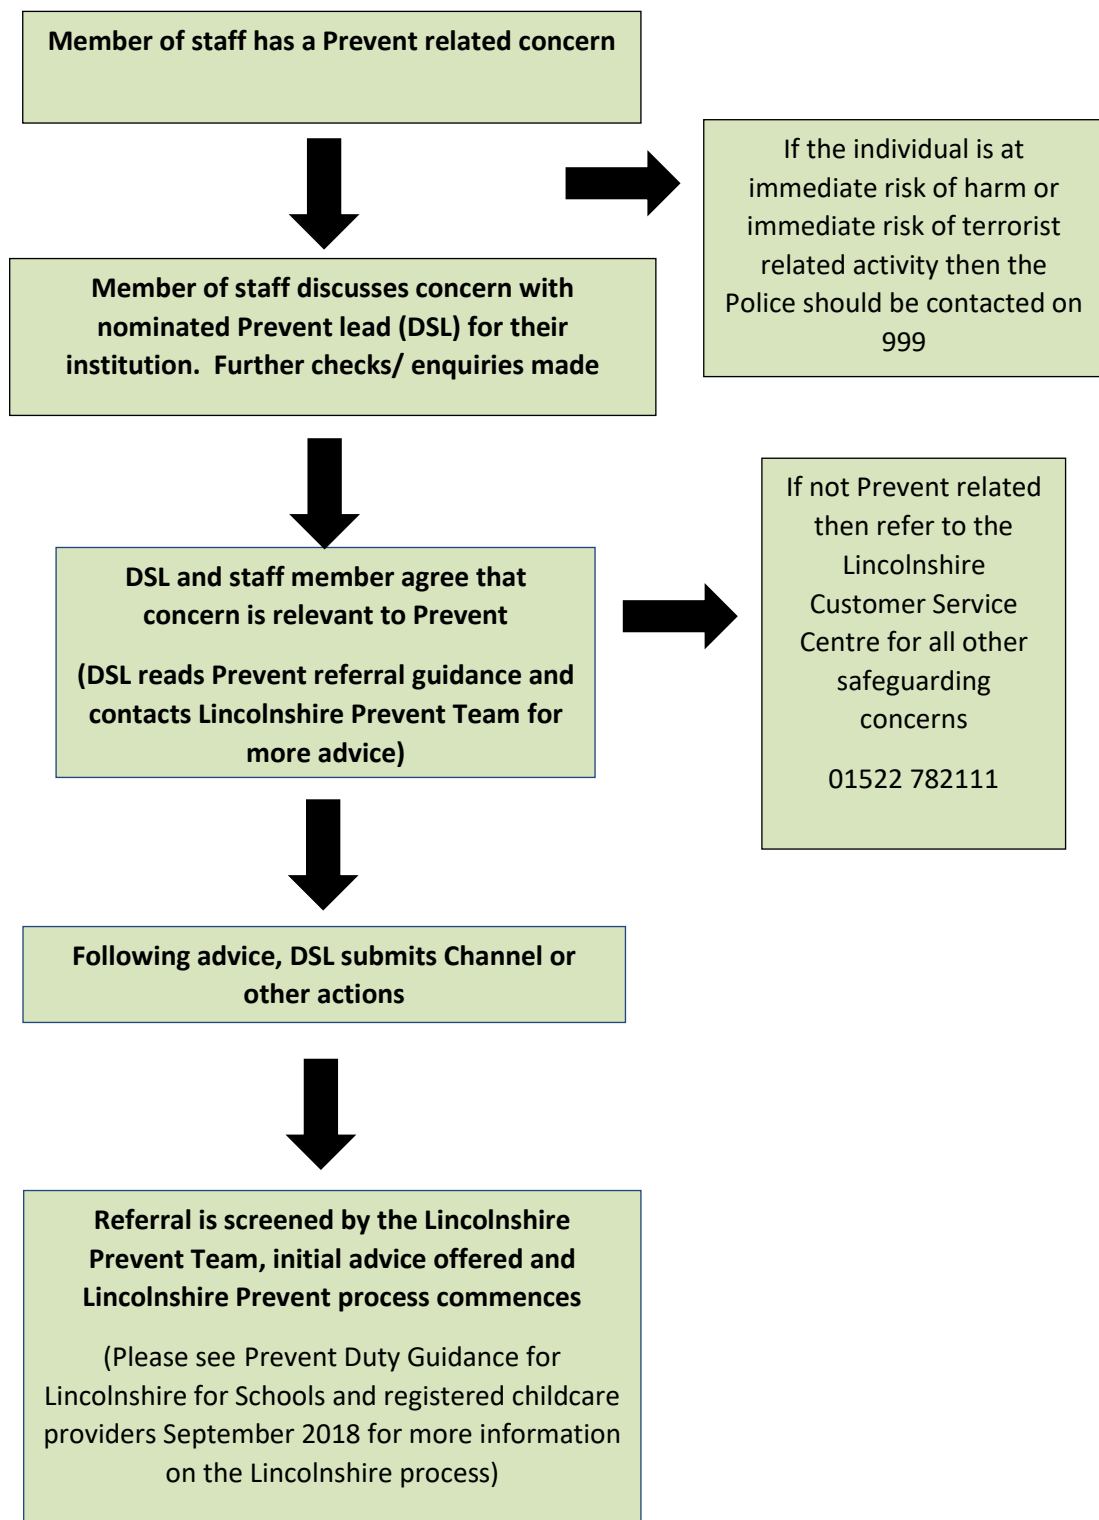 Member of staff has a Prevent related concern
If the individual is at
immediate risk of harm or
immediate risk of terrorist
related activity then the
Police should be contacted on
999
Member of staff discusses concern with
nominated Prevent lead (DSL) for their
institution.  Further checks/ enquiries made
If not Prevent related
then refer to the
Lincolnshire
Customer Service
Centre for all other
safeguarding
concerns
01522 782111
DSL and staff member agree that
concern is relevant to Prevent
(DSL reads Prevent referral guidance and
contacts Lincolnshire Prevent Team for
more advice)
Following advice, DSL submits Channel or
other actions
Referral is screened by the Lincolnshire
Prevent Team, initial advice offered and
Lincolnshire Prevent process commences
(Please see Prevent Duty Guidance for
Lincolnshire for Schools and registered childcare
providers September 2018 for more information
on the Lincolnshire process)